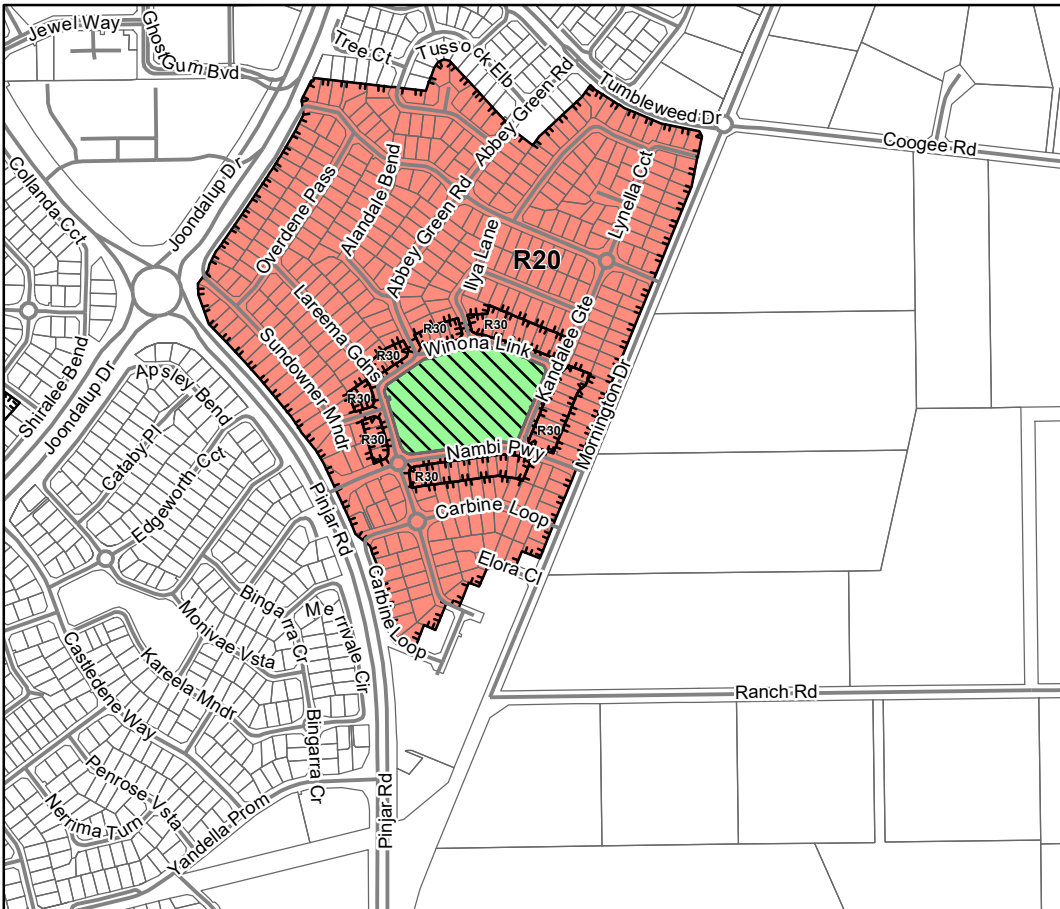 Jewel Way
Ghost Gum Bvd
Tree Ct
Tussock Elb
Abbey Green Rd
Tumbleweed Dr
Coogee Rd
Collanda Cct
Joondalup Dr
Overdene Pass
Alandale Bend
Abbey Green Rd
Lynella Cct
Ilya Lane
R20
Lareema Gdns
Kandalee Gte
R30
R30
Winona Link
R30
Sundowner Mndr
Shiralee Bend
Joondalup Dr
Apsley Bend
R30
Mornington Dr
R30
R30
Nambi Pwy
R30
Cataby Pl
Edgeworth Cct
Pinjar Rd
Carbine Loop
Elora Cl
Carbine Loop
Bingarra Cr
Merrivale Cir
Monivae Vsta
Kareela Mndr
Castledene Way
Ranch Rd
Bingarra Cr
Penrose Vsta
Nerrima Turn
Yandella Prom
Pinjar Rd